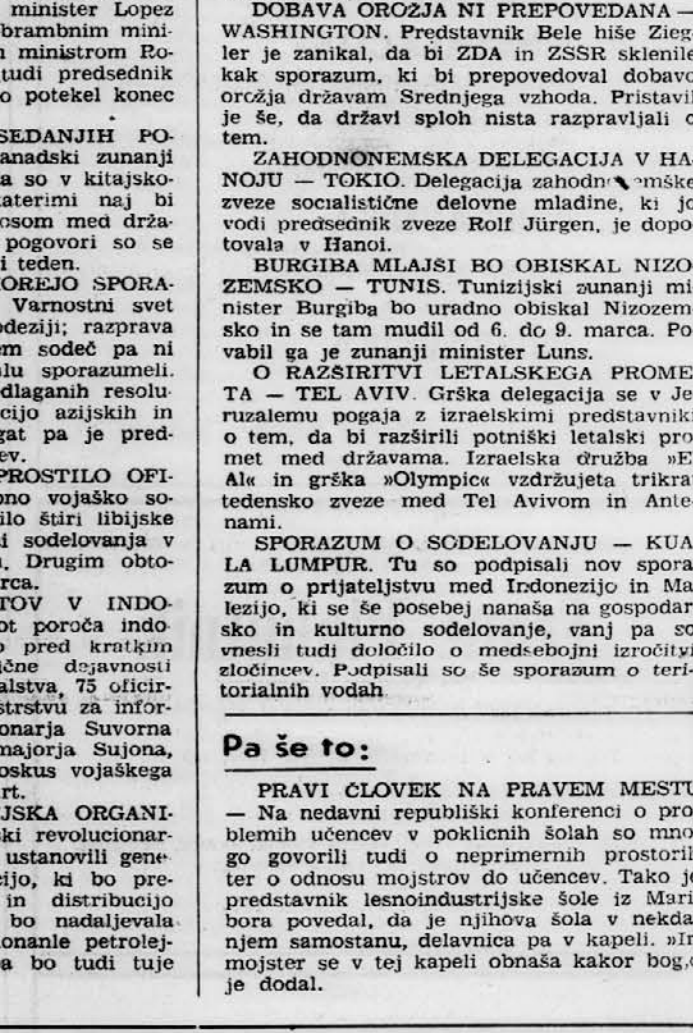 minister Lopez
brambnim mini-
n ministrom Ro-
tudi predsednik
o potekel konec
SEDANJIH PO-
anadski zunanji
a so v kitajsko-
katerimi naj bi
osom med drža-
pogovori so se
i teden.
OREJO SPORA-
Varnostni svet
odeziji; razprava
em sodeč pa ni
lu sporazumeli.
edlaganih resolu-
cijo azijskih in
gat pa je pred-
ev.
PROSTILO OFI-
ono vojaško so-
ilo štiri libijske
i sodelovanja v
u. Drugim obto-
rca.
TOV V INDO-
ot poroča indo
o pred kratkim
ične dejavnosti
alstva, 75 oficir-
strstvu za infor-
onarja Suvorna
majorja Sujona,
oskus vojaškega
rt.
JSKA ORGANI-
ski revolucionar-
ustanovili gene-
cijo, ki bo pre-
in distribucijo
bo nadaljevala
onanle petrolej-
a bo tudi tuje
DOBAVA OROŽJA NI PREPOVEDANA —
WASHINGTON. Predstavnik Bele hiše Zieg-
ler je zanikal, da bi ZDA in ZSSR sklenile
kak sporazum, ki bi prepovedoval dobavo
orožja državam Srednjega vzhoda. Pristavil
je še, da državi sploh nista razpravljali o
tem.
ZAHODNONEMSKA DELEGACIJA V HA-
NOJU — TOKIO. Delegacija
zveze socialistične delovne mladine, ki jo
vodi predsednik zveze Rolf Jürgen, je dopo-
tovala v Hanoi.
BURGIBA MLAJŠI BO OBISKAL NIZO-
ZEMSKO — TUNIS. Tunizijski zunanji mi-
nister Burgiba bo uradno obiskal Nizozem-
sko in se tam mudil od 6. do 9. marca. Po-
vabil ga je zunanji minister Luns.
O RAZŠIRITVI LETALSKEGA PROME-
TA — TEL AVIV. Grška delegacija se v Je-
ruzalemu pogaja z izraelskimi predstavniki
o tem, da bi razširili potniški letalski pro-
met med državama. Izraelska družba »E
Al« in grška »Olympic« vzdržujeta trikrat
tedensko zveze med Tel Avivom in Ante-
nami.
SPORAZUM O SODELOVANJU — KUA-
LA LUMPUR. Tu so podpisali nov spora-
zum o prijateljstvu med Indonezijo in Ma-
lezijo, ki se še posebej nanaša na gospodar-
sko in kulturno sodelovanje, vanj pa so
vnesli tudi določilo o medsebojni izročitvi
zločincev. Podpisali so še sporazum o teri-
torialnih vodah
Pa še to:
PRAVI ČLOVEK NA PRAVEM MESTU
— Na nedavni republiški konferenci o pro-
blemih učencev v poklicnih šolah so mno-
go govorili tudi o neprimernih prostorih
ter o odnosu mojstrov do učencev. Tako je
predstavnik lesnoindustrijske šole iz Mari-
bora povedal, da je njihova šola v nekda-
njem samostanu, delavnica pa v kapeli. »In
mojster se v tej kapeli obnaša kakor bog,«
je dodal.